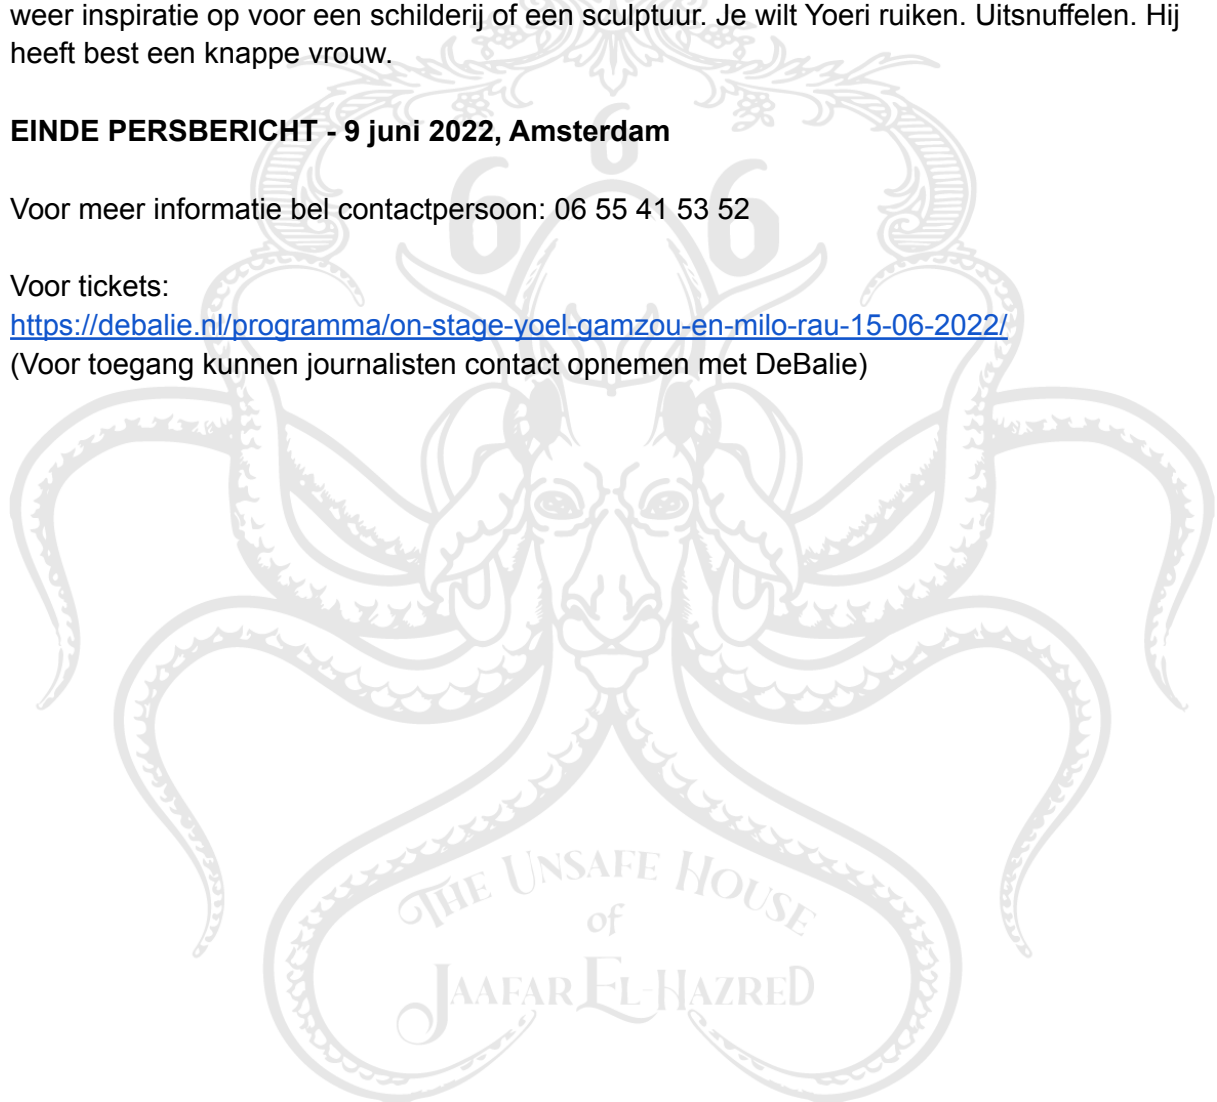 weer inspiratie op voor een schilderij of een sculptuur. Je wilt Yoeri ruiken. Uitsnuffelen. Hij
heeft best een knappe vrouw.
EINDE PERSBERICHT - 9 juni 2022, Amsterdam
6 6 6
Voor meer informatie bel contactpersoon: 06 55 41 53 52
Voor tickets:
https://debalie.nl/programma/on-stage-yoel-gamzou-en-milo-rau-15-06-2022/
(Voor toegang kunnen journalisten contact opnemen met DeBalie)
THE UNSAFE HOUSE
of
JAAFAR EL-HAZRED